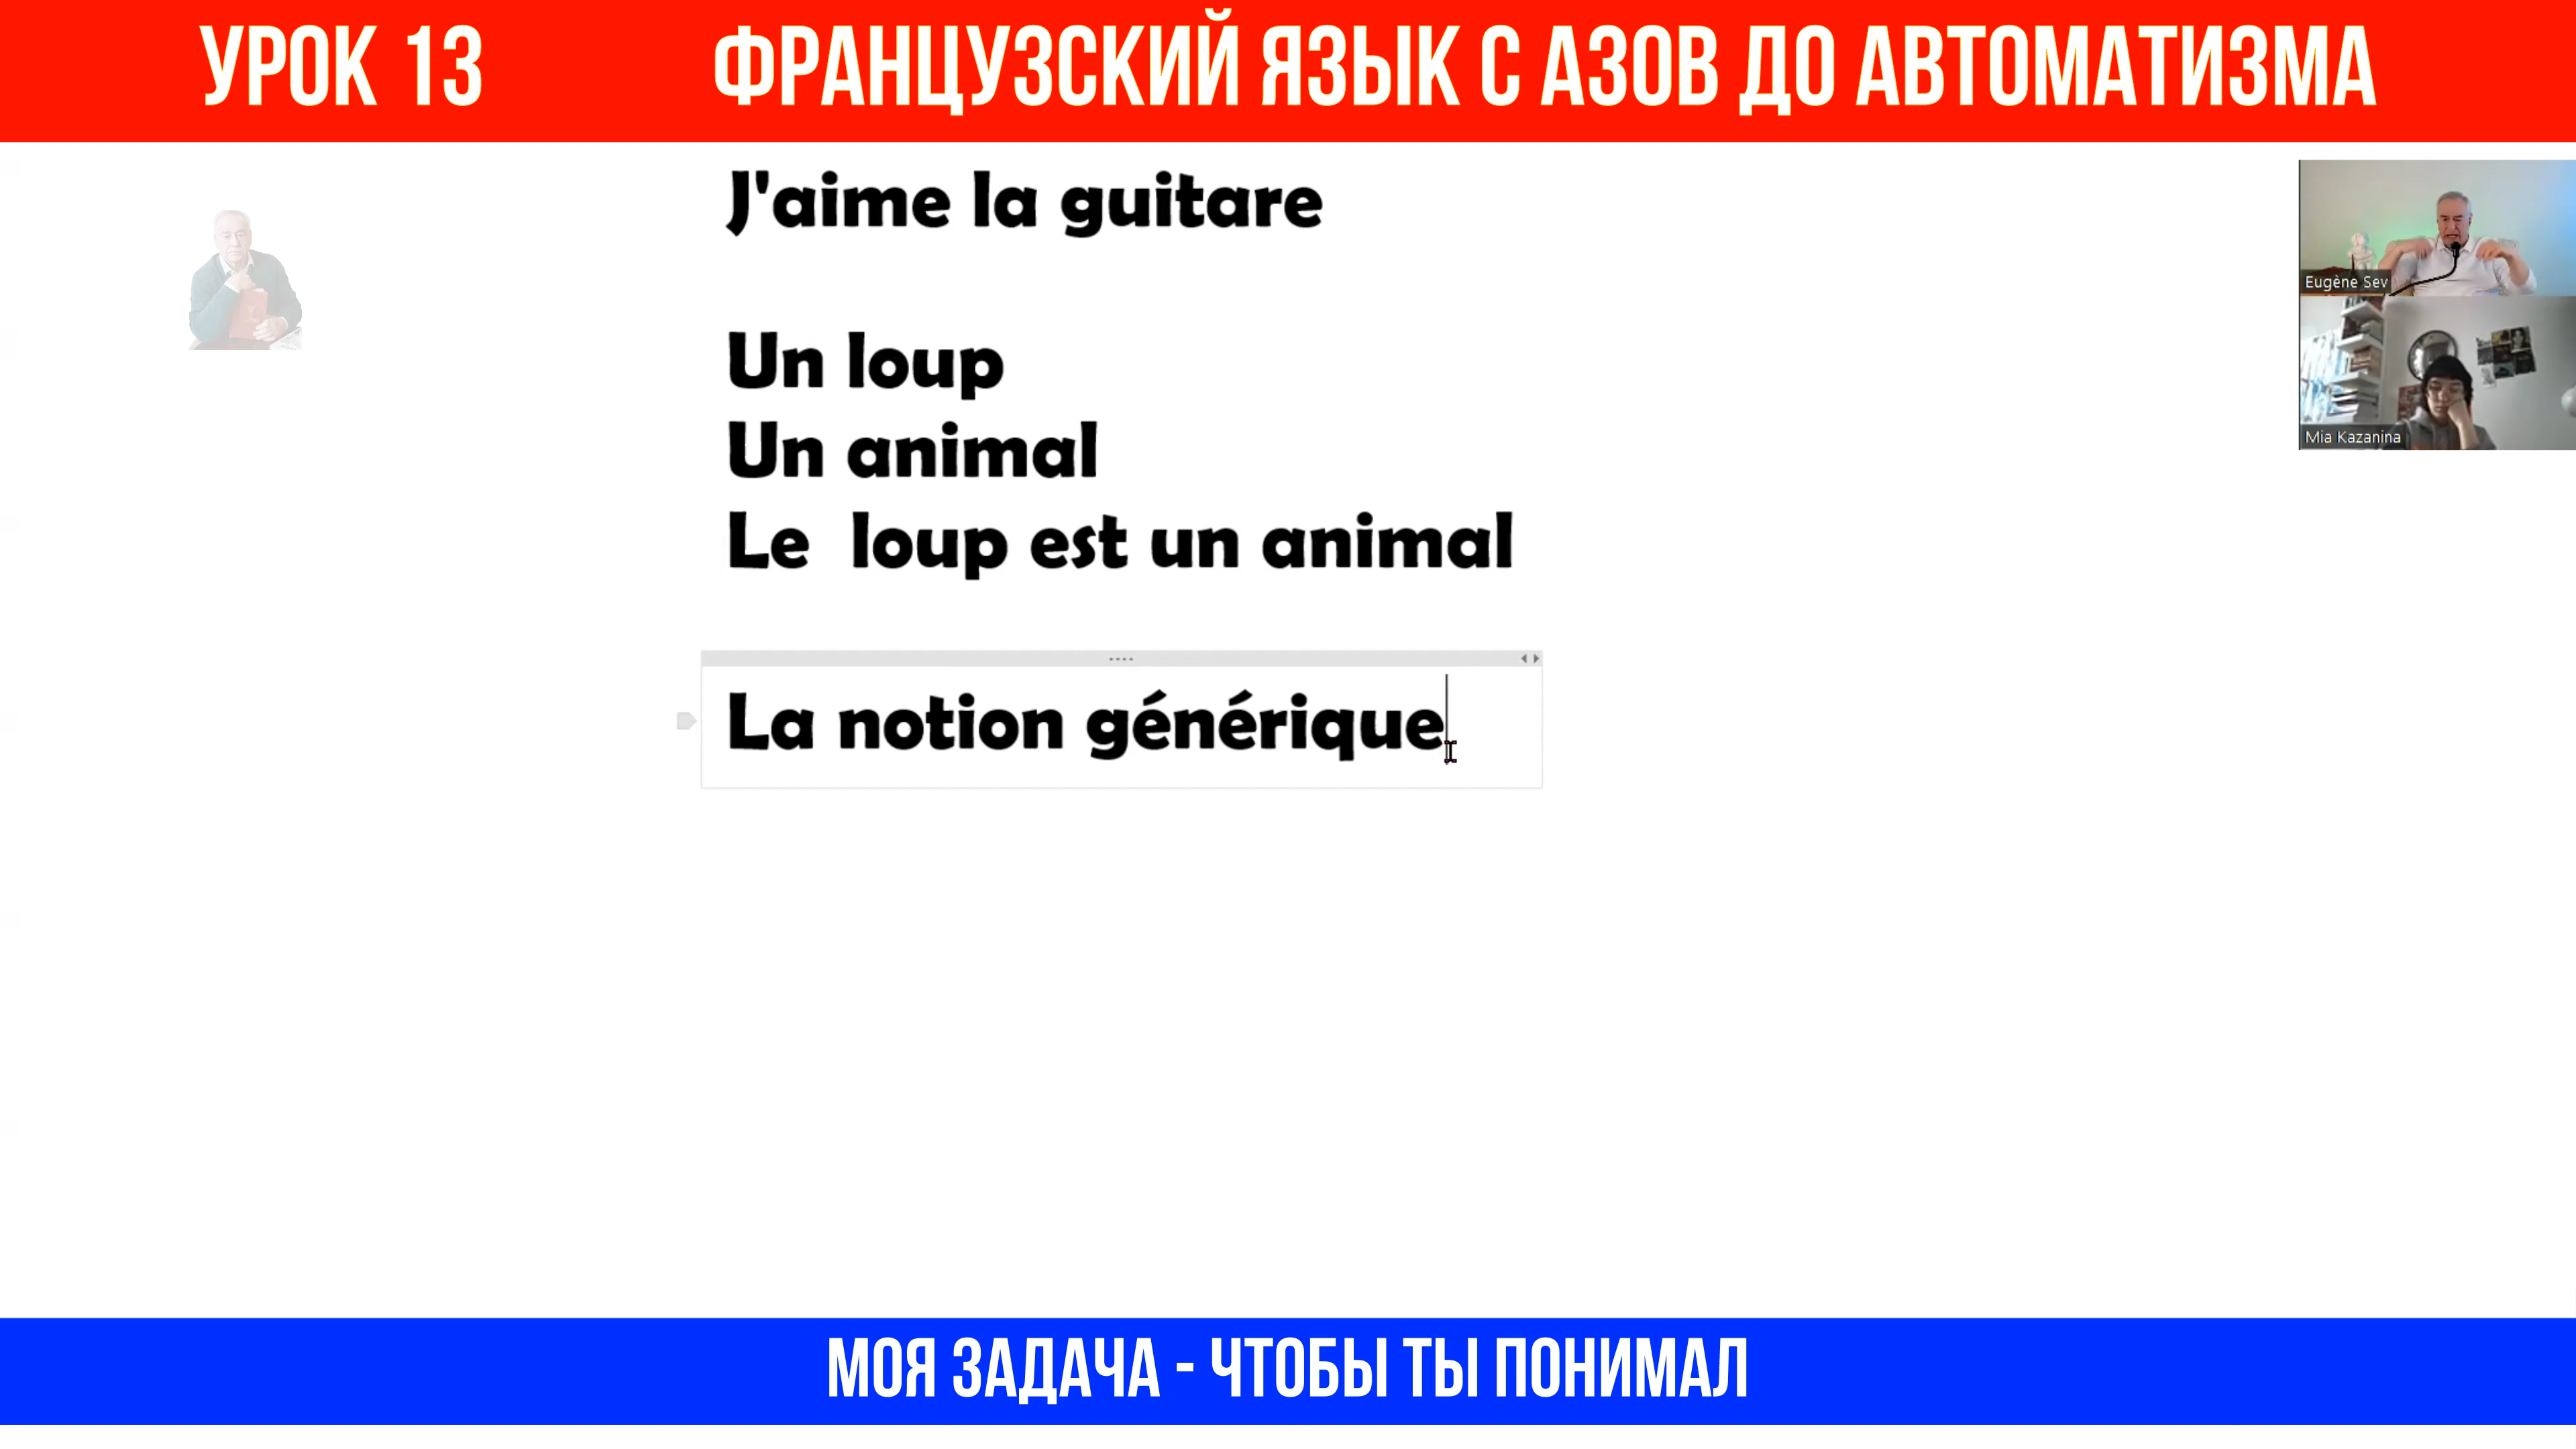 УРОК 13 ФРАНЦУЗСКИЙ ЯЗЫК С АЗОВ ДО АВТОМАТИЗМА
J'aime la guitare
Eugène Sev
Un loup
Mia Kazanina
Un animal
Le loup est un animal
La notion générique
МОЯ ЗАДАЧА - ЧТОБЫ ТЫ ПОНИМАЛ